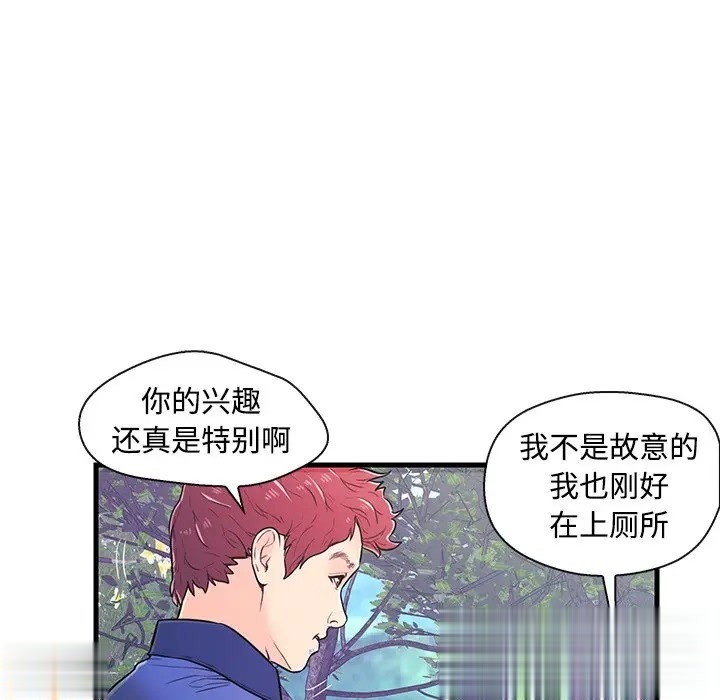 你的兴趣
还真是特别啊
我不是故意的
我也刚好
在上厕所